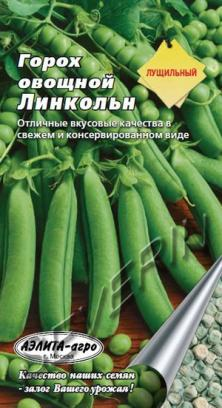 Горох
овощной
Линкольн
ЛУЩИЛЬНЫЙ
Отличные вкусовые качества в
свежем и консервированном виде
АЭЛИТА-агро
г. Москва
Качество наших семян
- залог Вашего урожая!